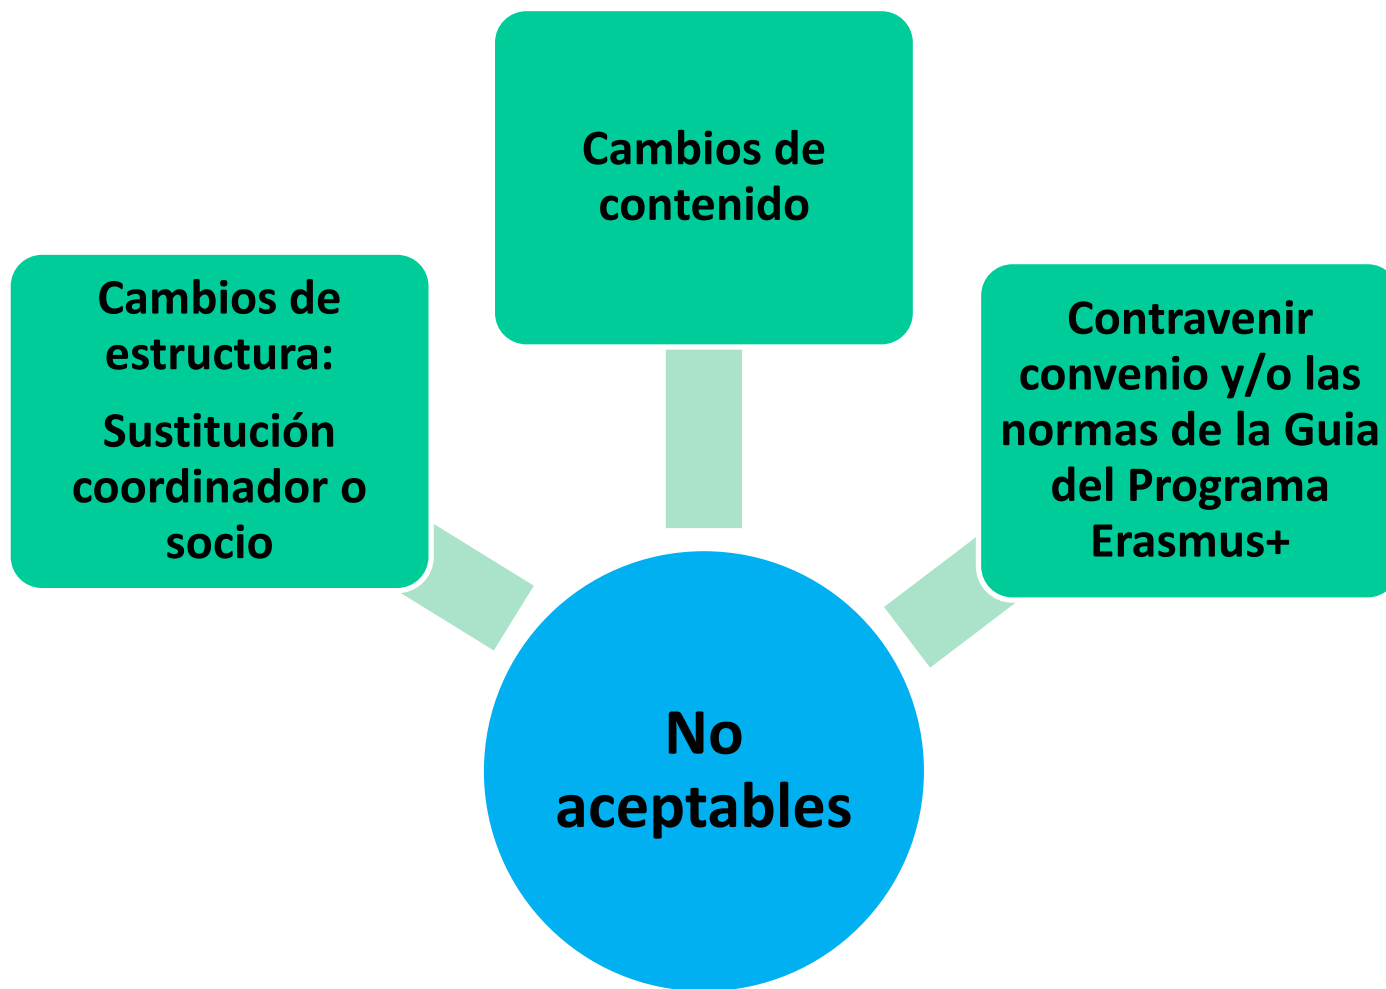 Cambios de
contenido
Cambios de
estructura:
Sustitución
coordinador o
socio
Contravenir
convenio y/o las
normas de la Guia
del Programa
Erasmus+
No
aceptables